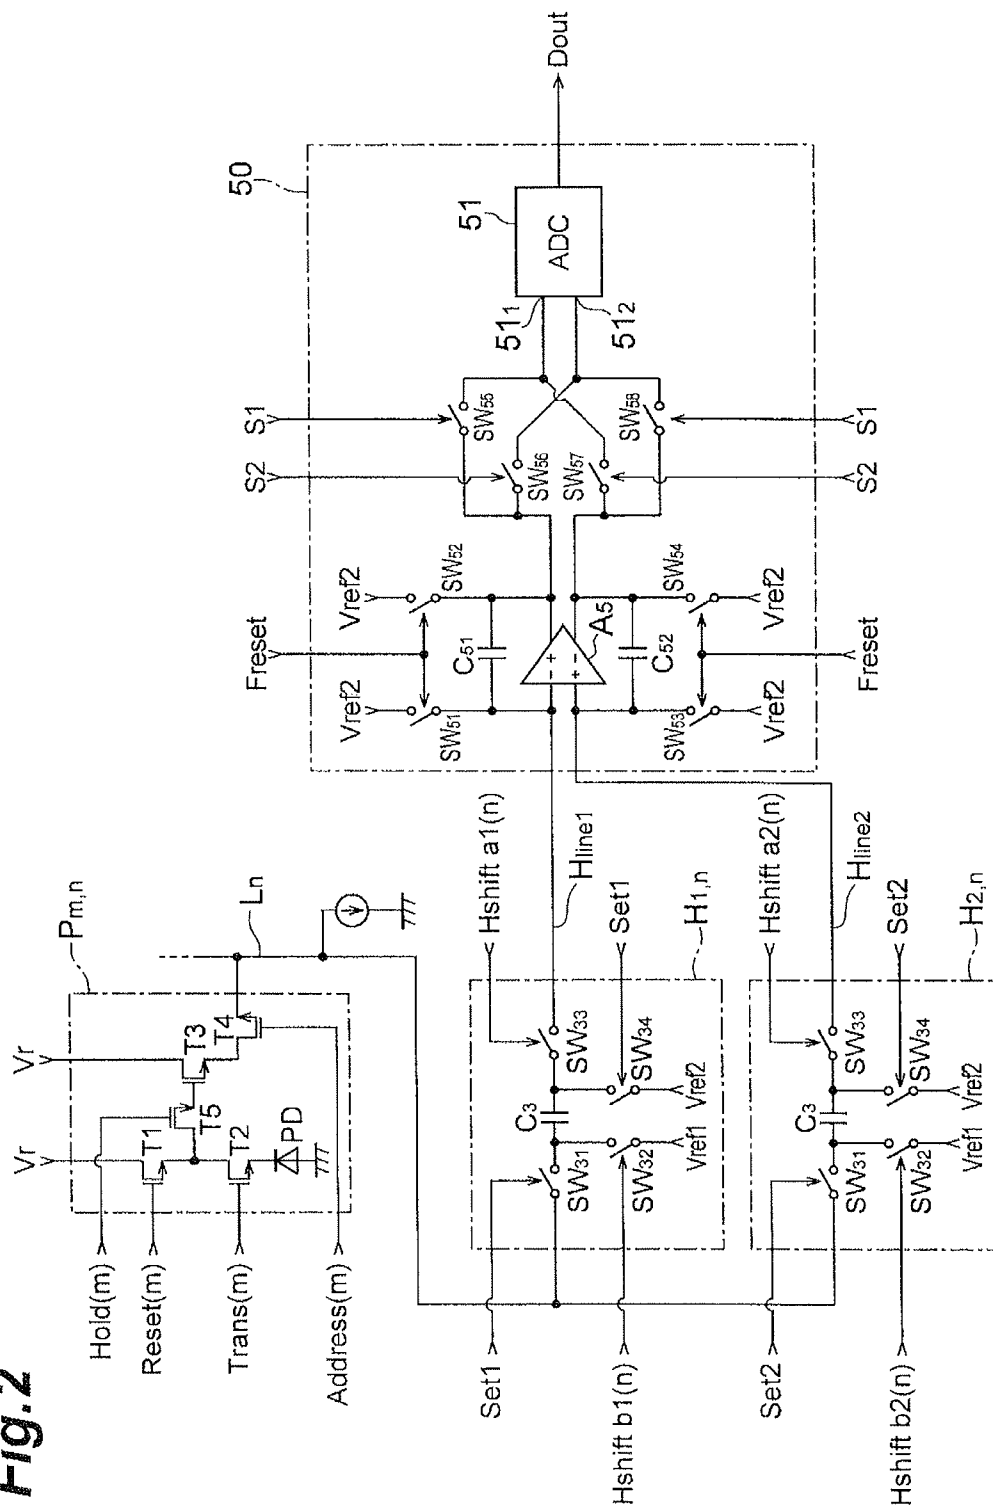 Fig.2
Hold(m)
Reset(m)
Trans(m)
Address(m)
Vr
Vr
Pm,n
T1
T2
T3
T4
T5
PD
Ln
Set1
Hshift b1(n)
SW31
SW32
C3
SW33
SW34
Vref1
Vref2
Hshift a1(n)
Hline1
Set1
H1,n
Set2
Hshift b2(n)
SW31
SW32
C3
SW33
SW34
Vref1
Vref2
Hshift a2(n)
Hline2
Set2
H2,n
50
Vref2
Freset
Vref2
SW51
SW52
C51
A5
- +
+ -
C52
SW53
SW54
Vref2
Freset
Vref2
S2
S1
SW55
SW56
SW57
SW58
S2
S1
511
512
51
ADC
Dout